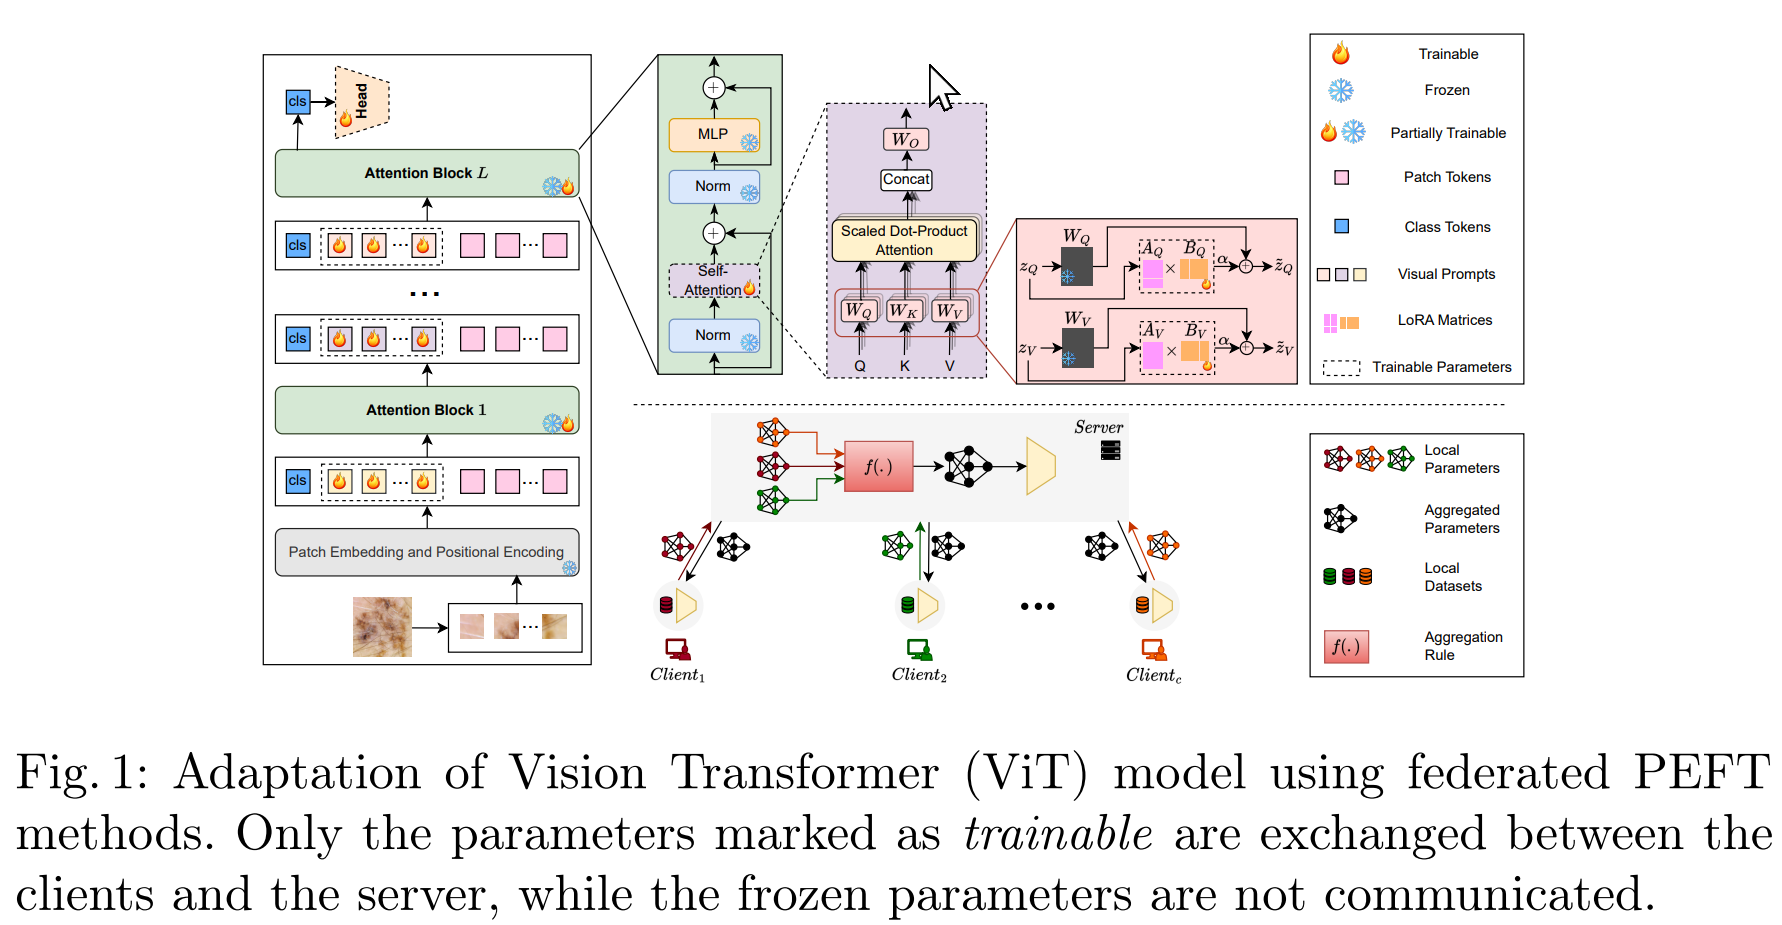 cls
Head
Attention Block L
cls
...
...
cls
...
Attention Block 1
cls
...
Patch Embedding and Positional Encoding
...
+
MLP
Norm
+
Self-
Attention
Norm
W_O
Concat
Scaled Dot-Product
Attention
W_Q W_K W_V
Q K V
W_Q A_Q B_Q
z_Q × α + z̃_Q
W_V A_V B_V
z_V × α + z̃_V
Trainable
Frozen
Partially Trainable
Patch Tokens
Class Tokens
Visual Prompts
LoRA Matrices
Trainable Parameters
Server
f(.)
...
Client_1 Client_2 Client_c
Local
Parameters
Aggregated
Parameters
Local
Datasets
f(.)
Aggregation
Rule
Fig. 1: Adaptation of Vision Transformer (ViT) model using federated PEFT
methods. Only the parameters marked as trainable are exchanged between the
clients and the server, while the frozen parameters are not communicated.